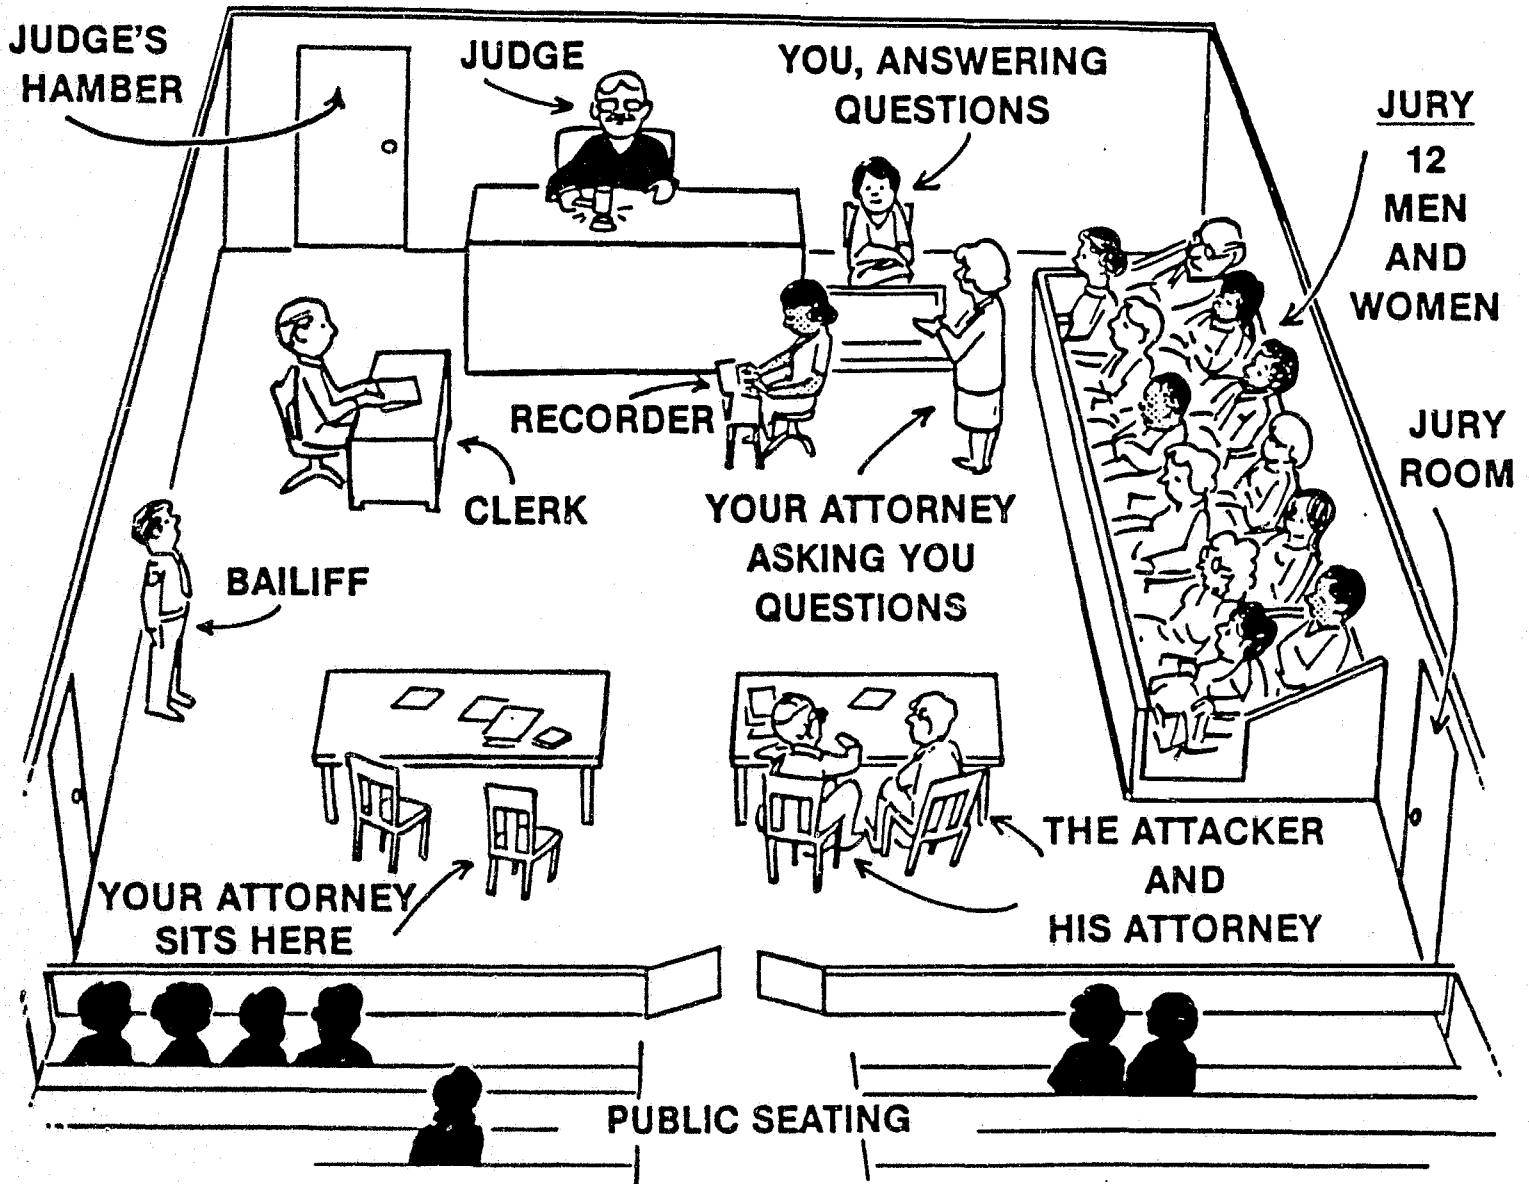 JUDGE'S
HAMBER
JUDGE
YOU, ANSWERING
QUESTIONS
JURY
12
MEN
AND
WOMEN
RECORDER
CLERK
YOUR ATTORNEY
ASKING YOU
QUESTIONS
JURY
ROOM
BAILIFF
YOUR ATTORNEY
SITS HERE
THE ATTACKER
AND
HIS ATTORNEY
PUBLIC SEATING